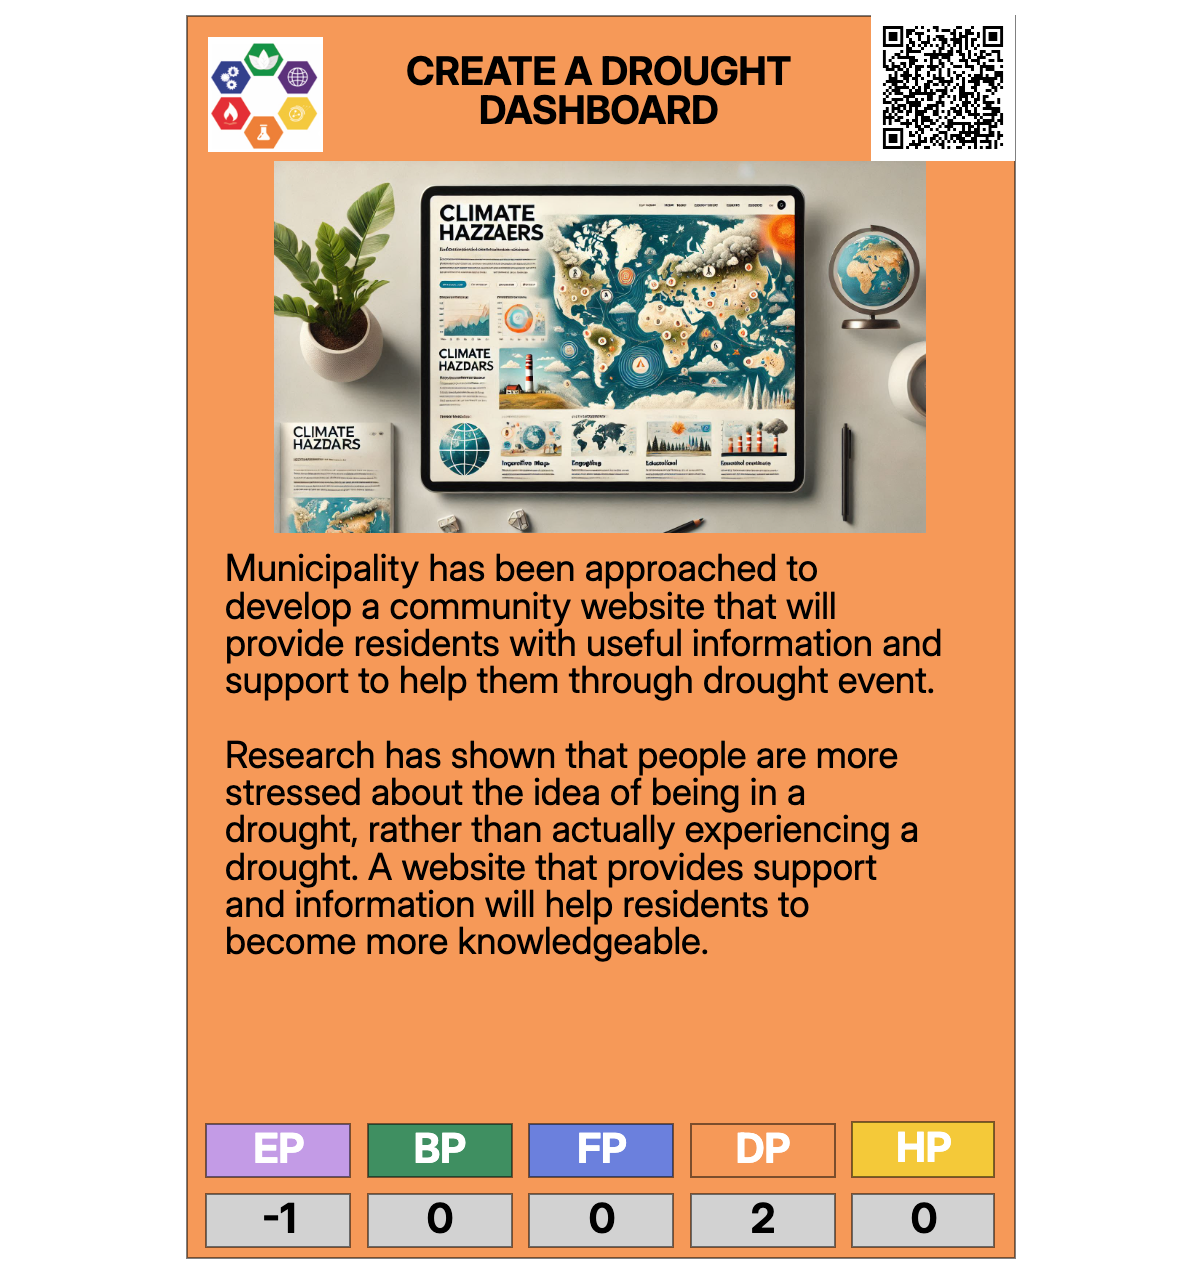 CREATE A DROUGHT
DASHBOARD
CLIMATE
HAZZAERS
CLIMATE
HAZDARS
CLIMATE
HAZDARS
Municipality has been approached to
develop a community website that will
provide residents with useful information and
support to help them through drought event.
Research has shown that people are more
stressed about the idea of being in a
drought, rather than actually experiencing a
drought. A website that provides support
and information will help residents to
become more knowledgeable.
EP BP FP DP HP
-1 0 0 2 0